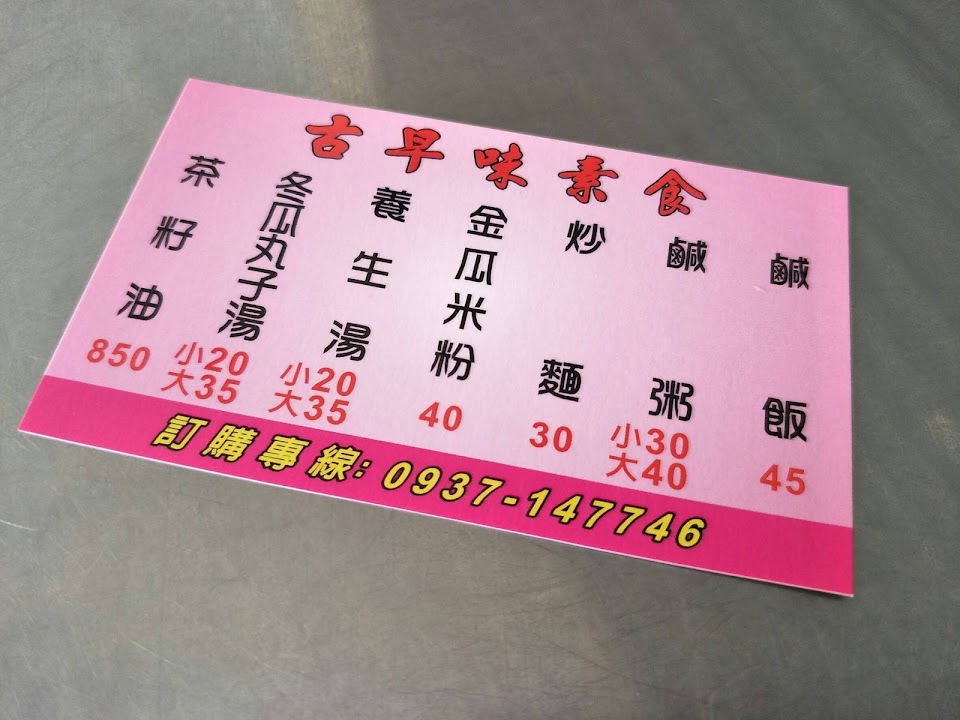 古早味素食
鹹飯 45
鹹粥 小30 大40
炒麵 30
金瓜米粉 40
養生湯 小20 大35
冬瓜丸子湯 小20 大35
茶籽油 850
訂購專線: 0937-147746